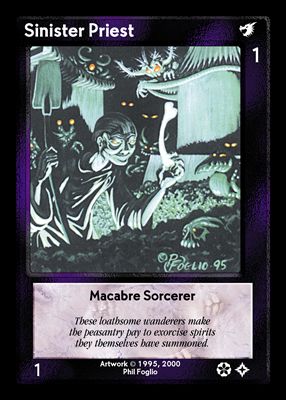 Sinister Priest
1
©P.
FOGLIO 95
Macabre Sorcerer
These loathsome wanderers make
the peasantry pay to exorcise spirits
they themselves have summoned.
Artwork © 1995, 2000
Phil Foglio
1